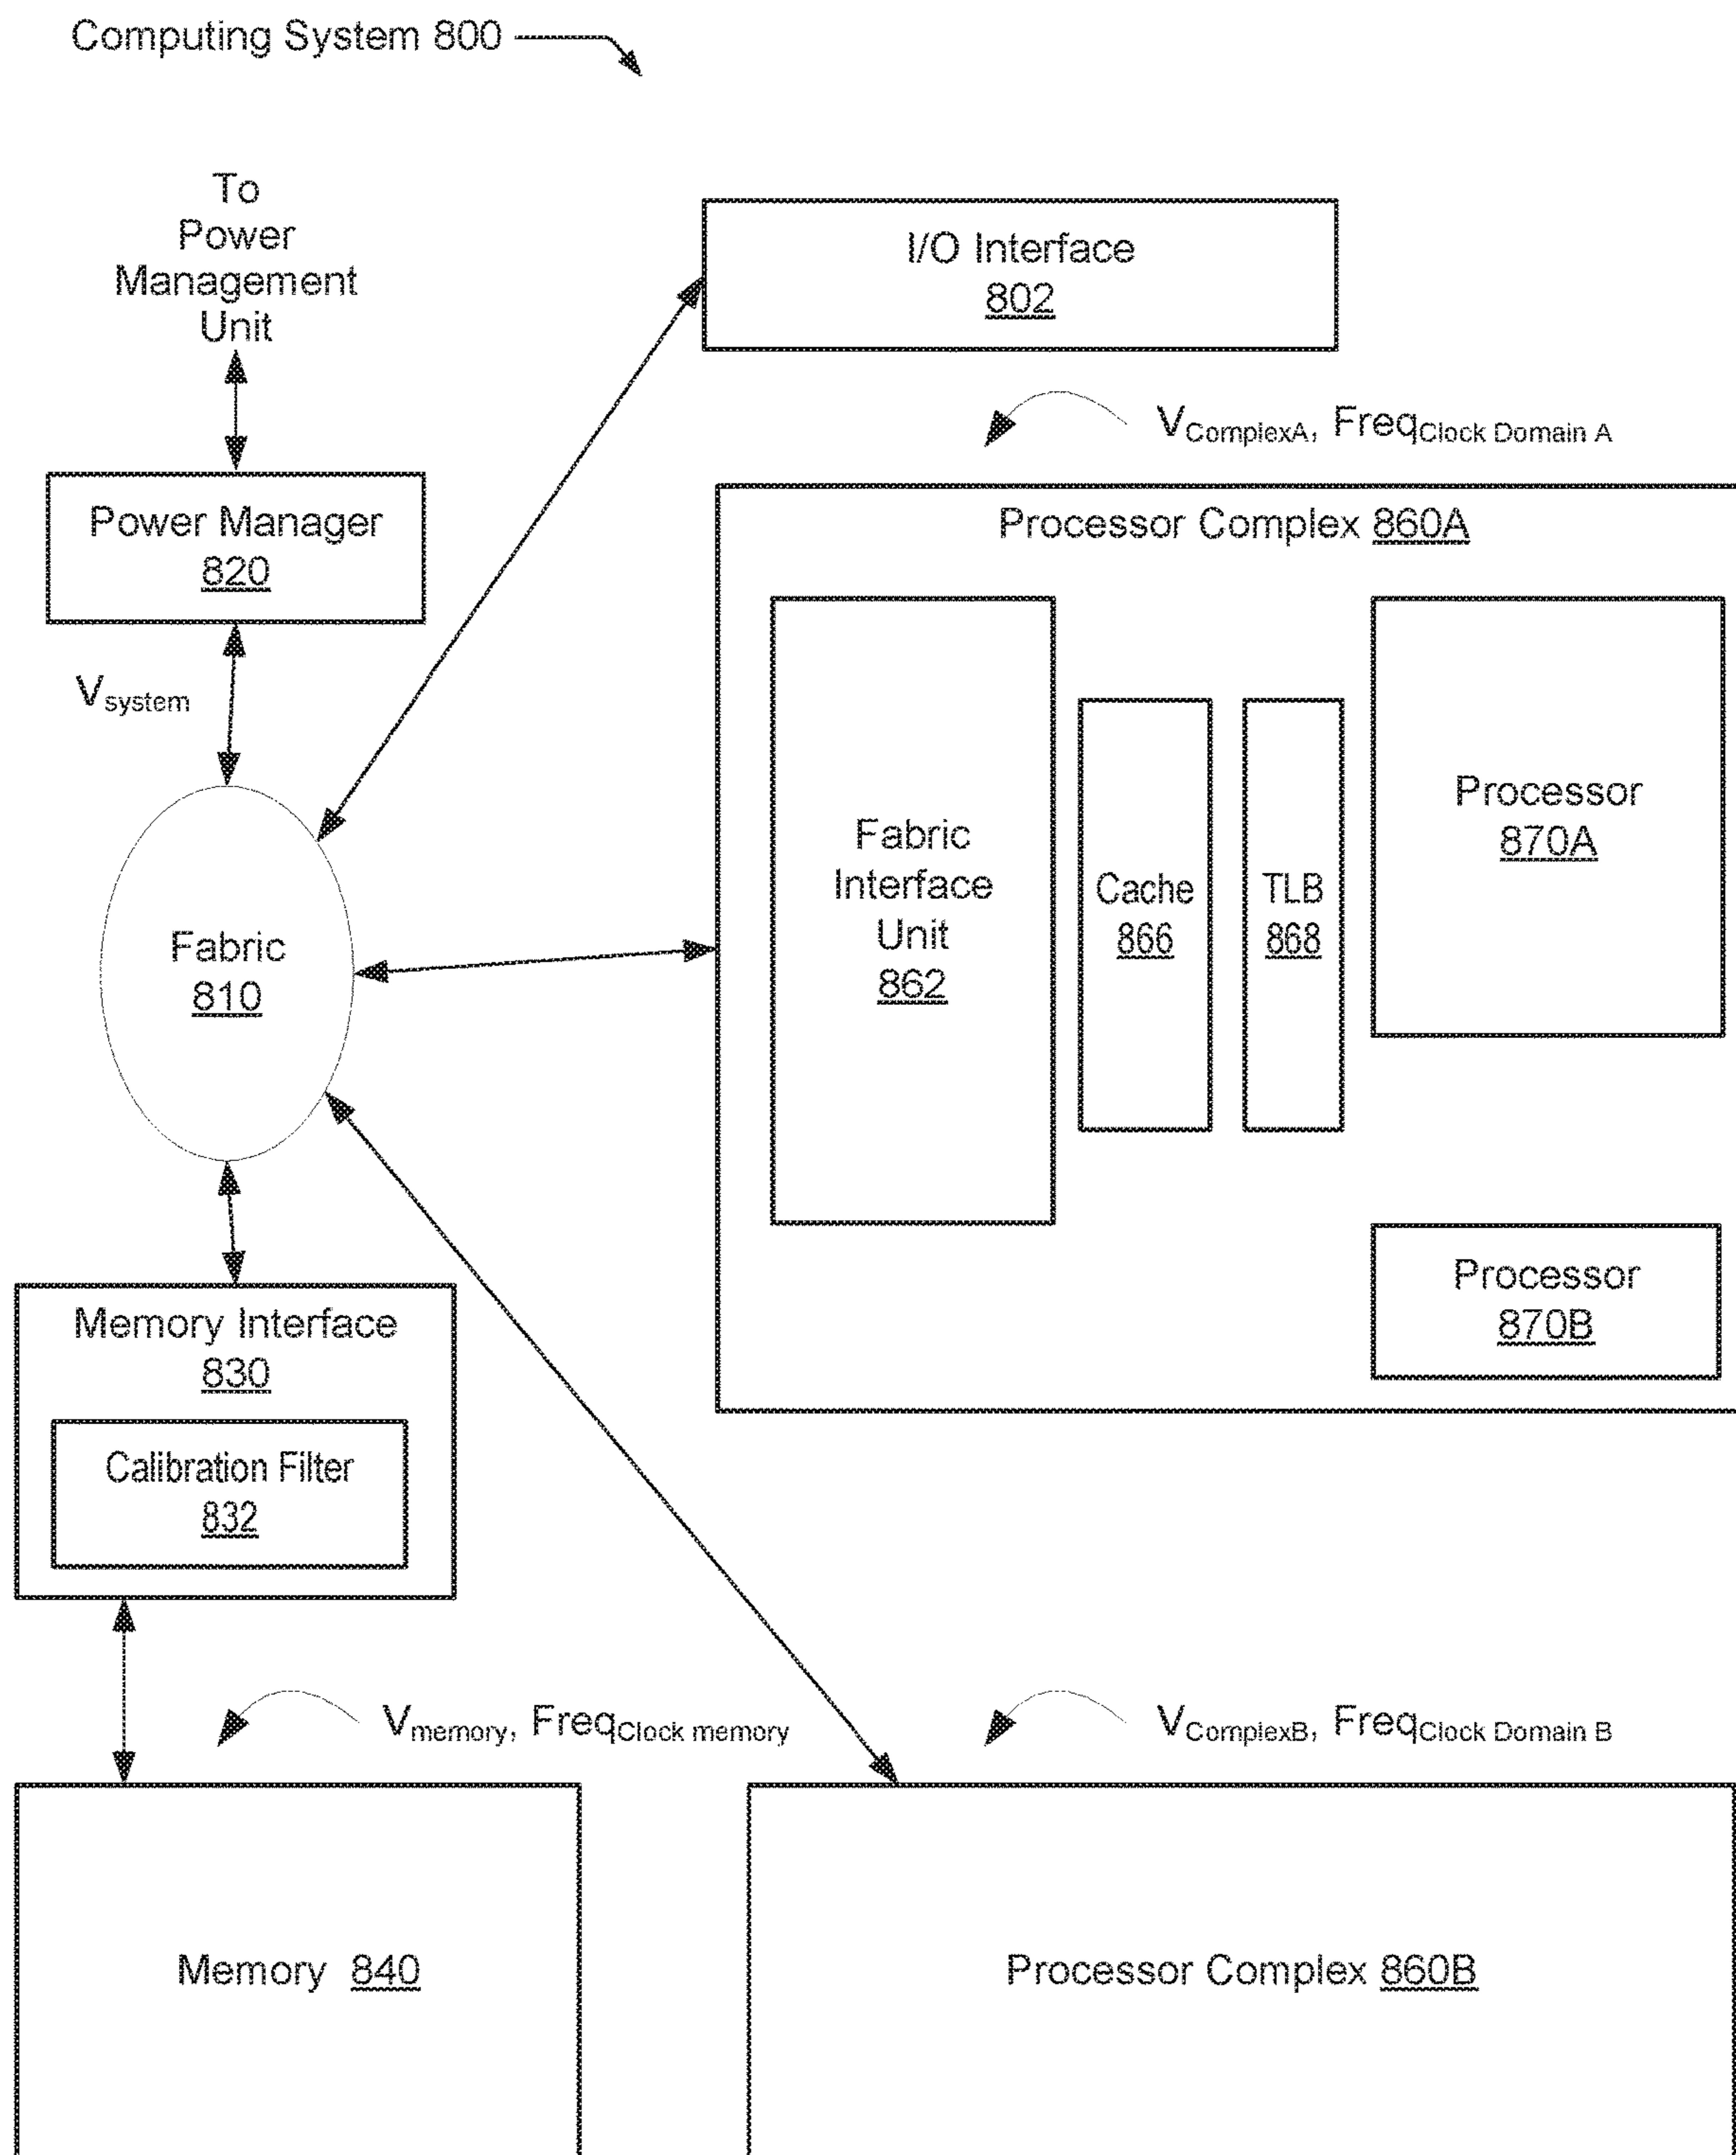 Computing System 800
To
Power
Management
Unit
I/O Interface
802
VComplexA, FreqClock Domain A
Power Manager
820
Processor Complex 860A
Vsystem
Fabric
Interface
Unit
862
Cache
866
TLB
868
Processor
870A
Fabric
810
Processor
870B
Memory Interface
830
Calibration Filter
832
Vmemory, FreqClock memory
VComplexB, FreqClock Domain B
Memory 840
Processor Complex 860B